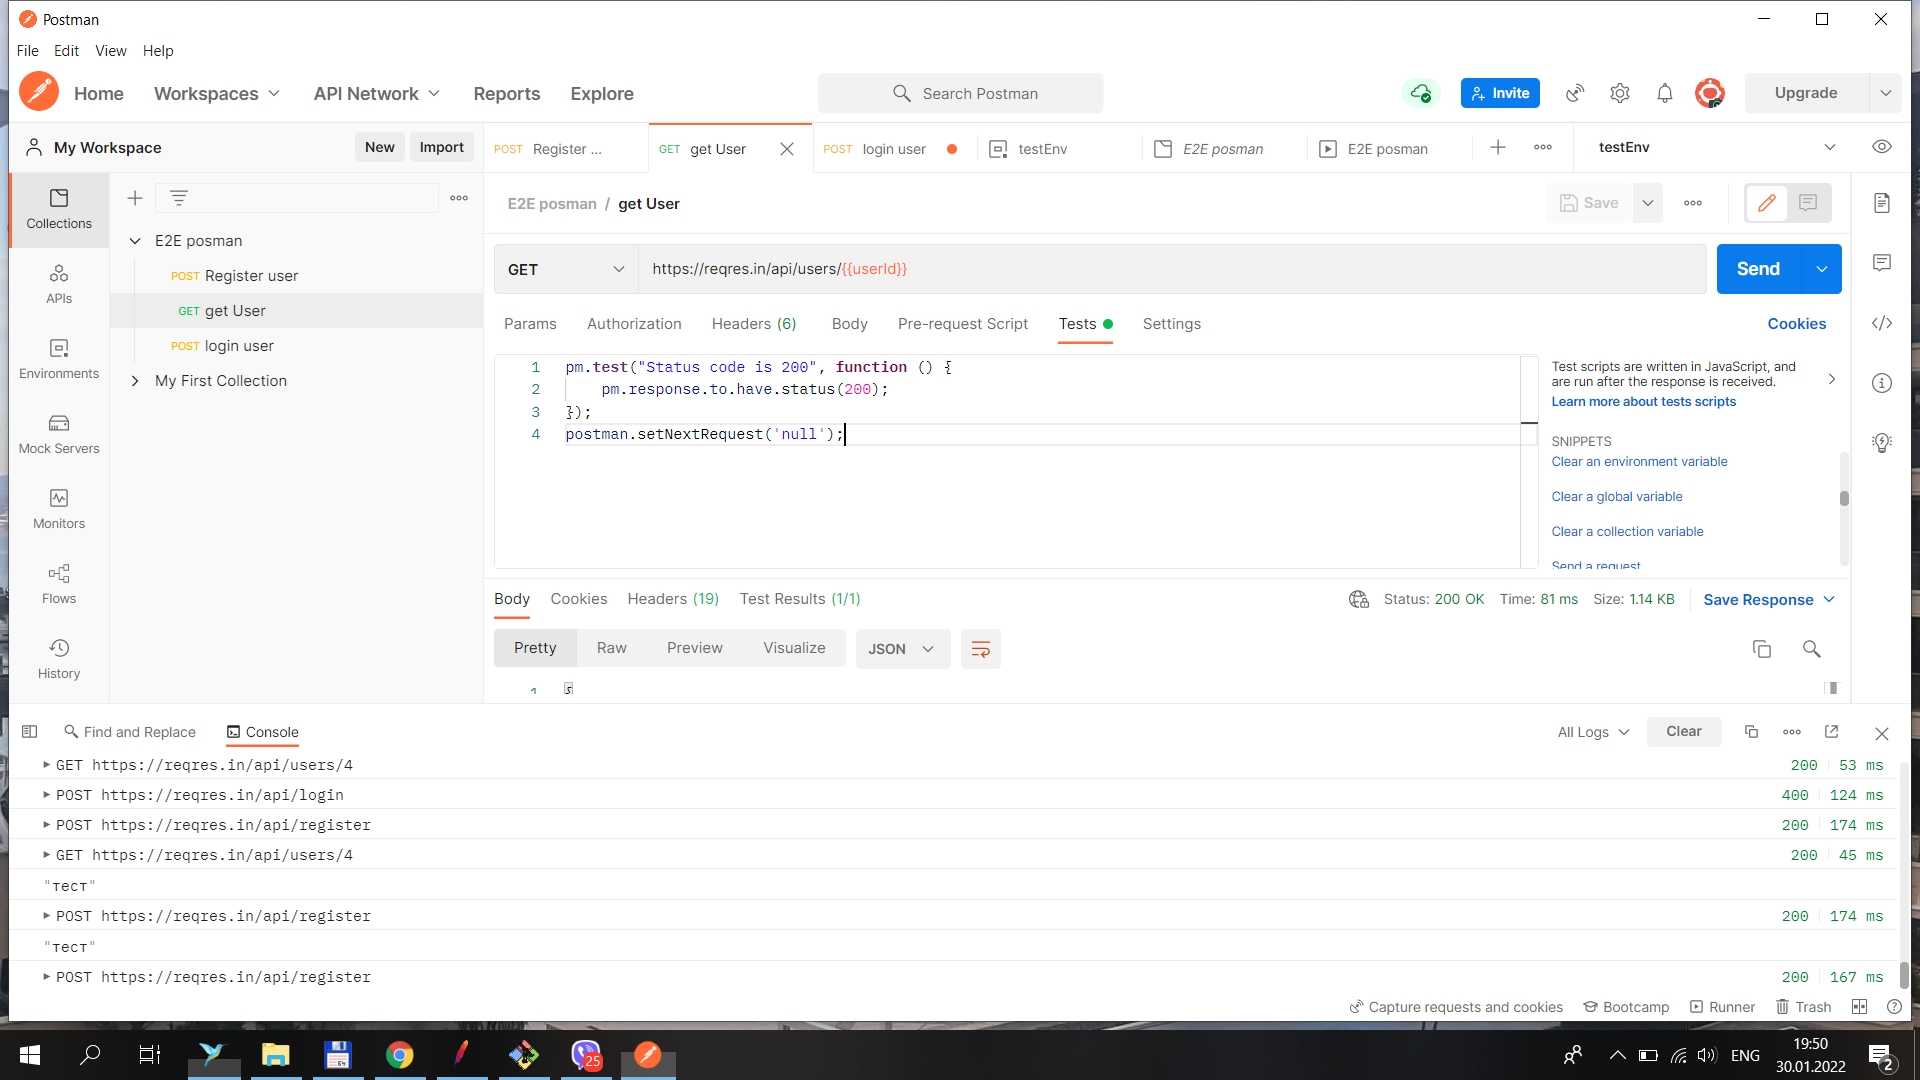 Postman
File Edit View Help
Home Workspaces API Network Reports Explore Search Postman Invite Upgrade
My Workspace New Import POST Register ... GET get User POST login user testEnv E2E posman E2E posman testEnv
Collections
APIs
Environments
Mock Servers
Monitors
Flows
History
E2E posman
POST Register user
GET get User
POST login user
My First Collection
E2E posman / get User Save
GET https://reqres.in/api/users/{{userId}} Send
Params Authorization Headers (6) Body Pre-request Script Tests Settings Cookies
1 pm.test("Status code is 200", function () {
2 pm.response.to.have.status(200);
3 });
4 postman.setNextRequest('null');
Test scripts are written in JavaScript, and
are run after the response is received.
Learn more about tests scripts
SNIPPETS
Clear an environment variable
Clear a global variable
Clear a collection variable
Send a request
Body Cookies Headers (19) Test Results (1/1) Status: 200 OK Time: 81 ms Size: 1.14 KB Save Response
Pretty Raw Preview Visualize JSON
Find and Replace Console All Logs Clear
GET https://reqres.in/api/users/4 200 53 ms
POST https://reqres.in/api/login 400 124 ms
POST https://reqres.in/api/register 200 174 ms
GET https://reqres.in/api/users/4 200 45 ms
"тест"
POST https://reqres.in/api/register 200 174 ms
"тест"
POST https://reqres.in/api/register 200 167 ms
Capture requests and cookies Bootcamp Runner Trash
25 ENG 19:50
30.01.2022 2